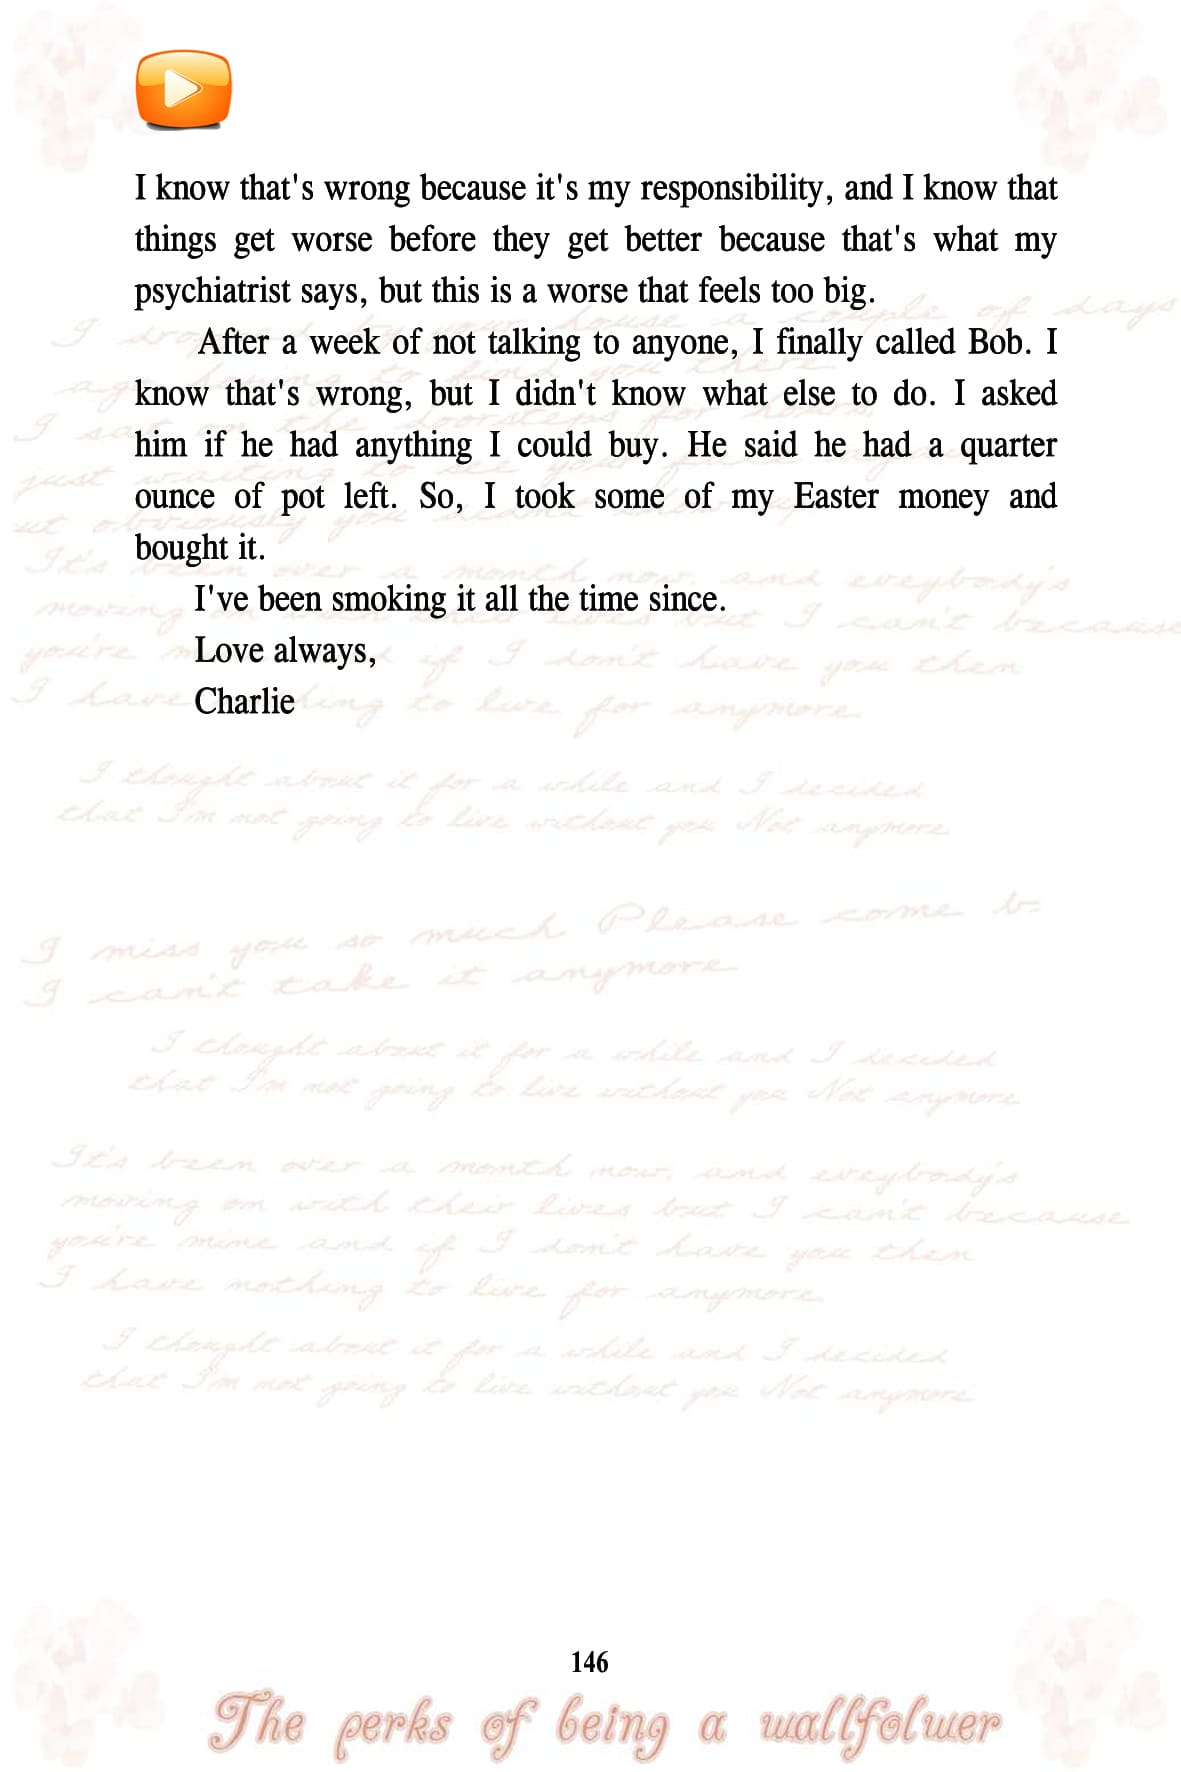 I know that's wrong because it's my responsibility, and I know that
things get worse before they get better because that's what my
psychiatrist says, but this is a worse that feels too big.
After a week of not talking to anyone, I finally called Bob. I
know that's wrong, but I didn't know what else to do. I asked
him if he had anything I could buy. He said he had a quarter
ounce of pot left. So, I took some of my Easter money and
bought it.
I've been smoking it all the time since.
Love always,
Charlie
I thought about it for a while and I decided
that I'm not going to live without you Not anymore
I miss you so much Please come b
I can't take it anymore
I thought about it for a while and I decided
that I'm not going to live without you Not anymore
It's been over a month now, and everybody's
moving on with their lives but I can't because
you're mine and if I don't have you then
I have nothing to live for anymore
I thought about it for a while and I decided
that I'm not going to live without you Not anymore
146
The perks of being a wallfolwer